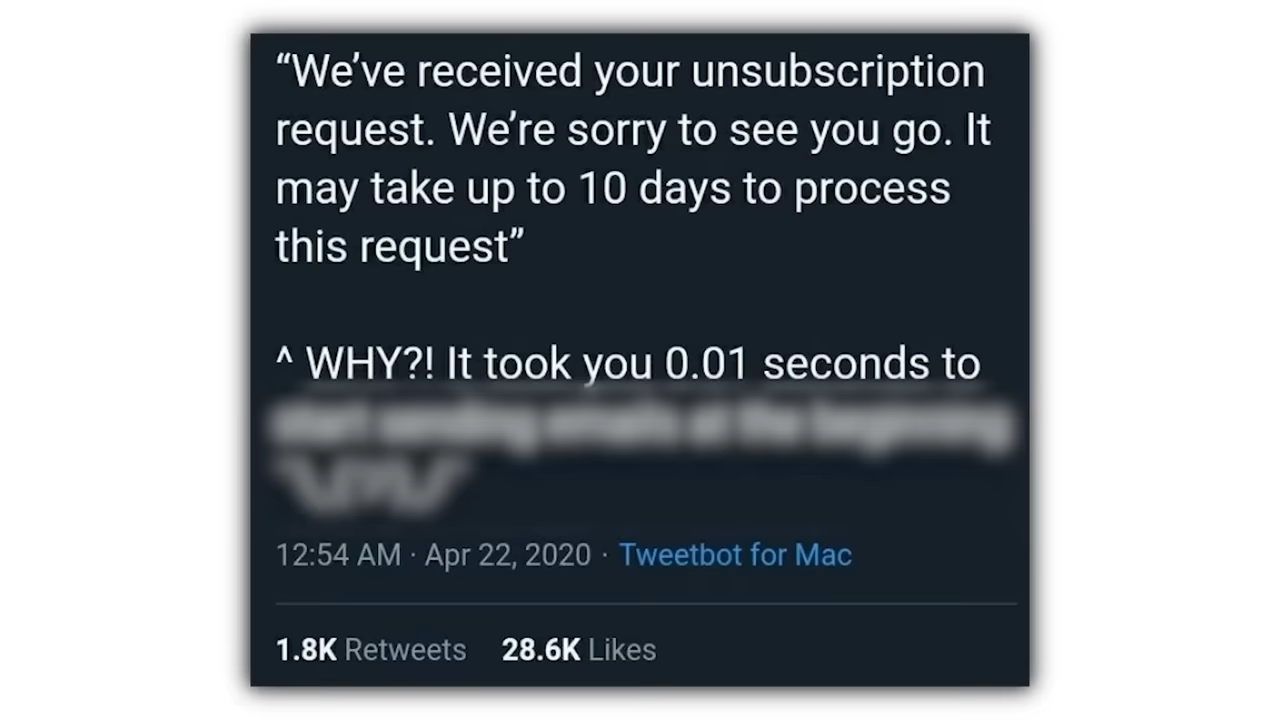 “We’ve received your unsubscription
request. We’re sorry to see you go. It
may take up to 10 days to process
this request”
^ WHY?! It took you 0.01 seconds to
12:54 AM · Apr 22, 2020 · Tweetbot for Mac
1.8K Retweets 28.6K Likes